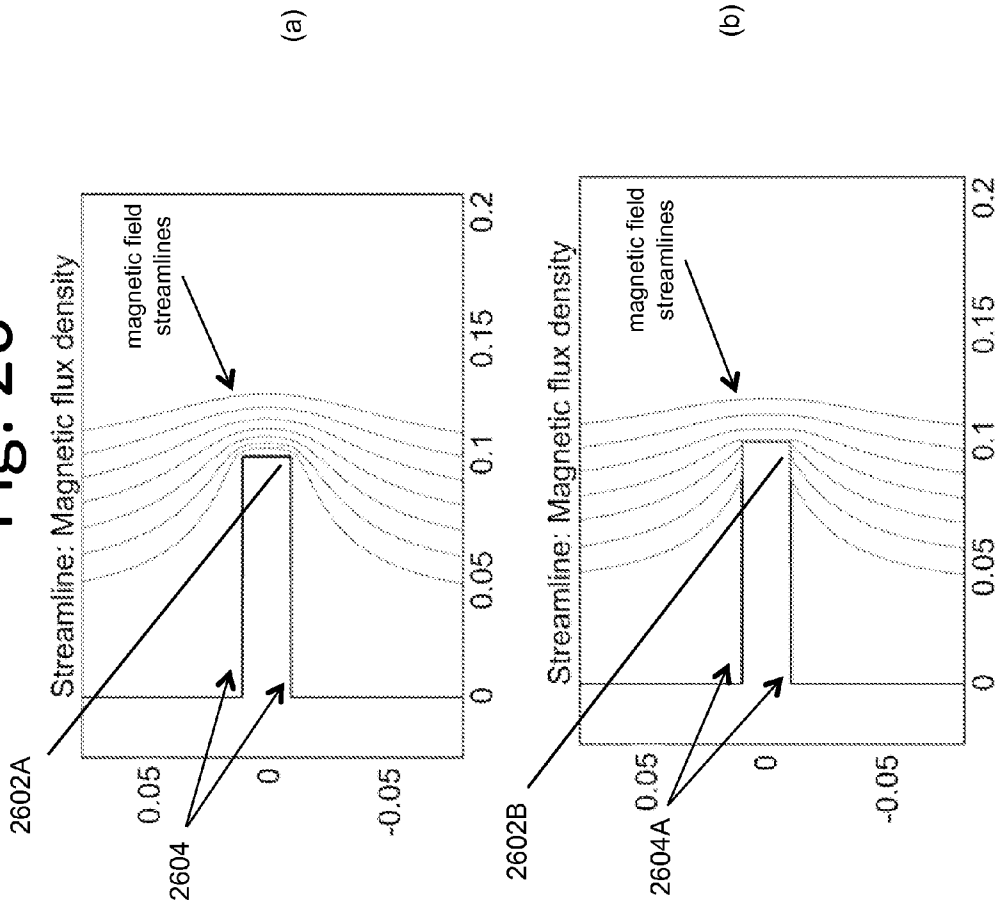 Streamline: Magnetic flux density
2602A
2604
magnetic field
streamlines
0.05
0
-0.05
0
0.05
0.1
0.15
0.2
(a)
Streamline: Magnetic flux density
2602B
2604A
magnetic field
streamlines
0.05
0
-0.05
0
0.05
0.1
0.15
0.2
(b)